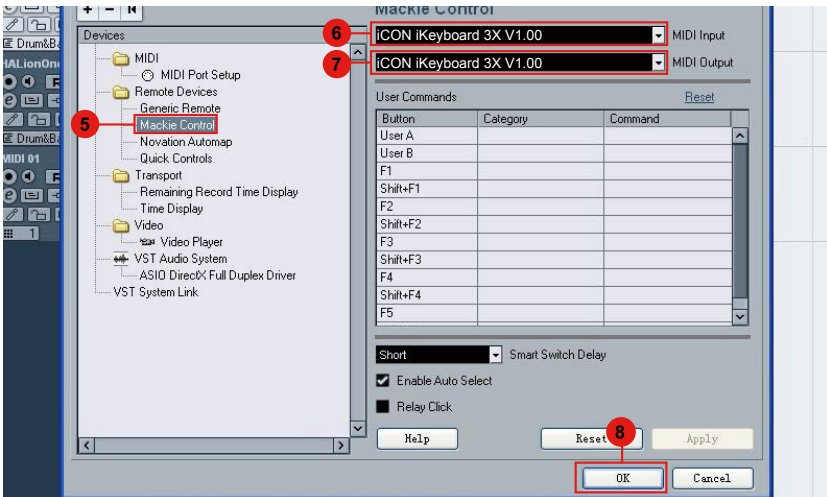 Mackie Control
Devices
MIDI
MIDI Port Setup
Remote Devices
Generic Remote
5
Mackie Control
Novation Automap
Quick Controls
Transport
Remaining Record Time Display
Time Display
Video
Video Player
VST Audio System
ASIO DirectX Full Duplex Driver
VST System Link
6
iCON iKeyboard 3X V1.00
MIDI Input
7
iCON iKeyboard 3X V1.00
MIDI Output
User Commands
Reset
Button Category Command
User A
User B
F1
Shift+F1
F2
Shift+F2
F3
Shift+F3
F4
Shift+F4
F5
Short
Smart Switch Delay
Enable Auto Select
Relay Click
Help
Reset
8
Apply
OK
Cancel
Drum&Ba
HALionOne
R
e
Drum&Ba
MIDI 01
R
e
1